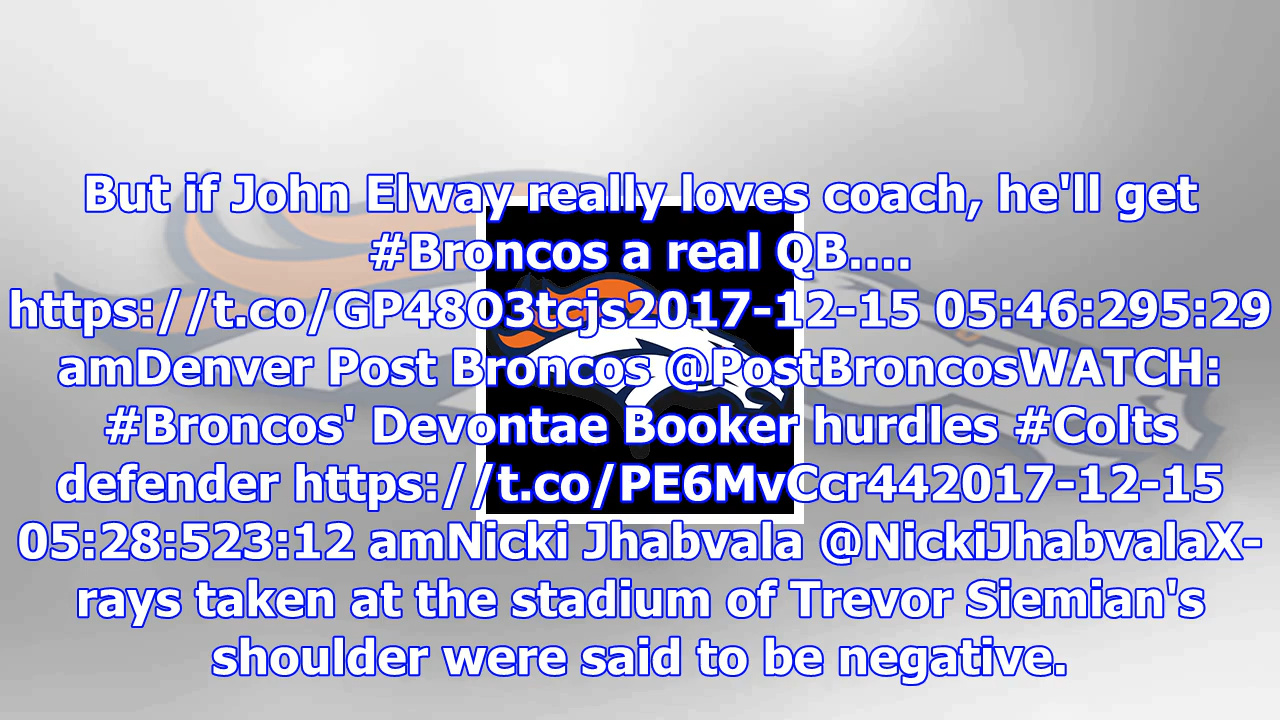 But if John Elway really loves coach, he'll get
#Broncos a real QB....
https://t.co/GP48O3tcjs2017-12-15 05:46:295:29
amDenver Post Broncos @PostBroncosWATCH:
#Broncos' Devontae Booker hurdles #Colts
defender https://t.co/PE6MvCcr442017-12-15
05:28:523:12 amNicki Jhabvala @NickiJhabvalaX-
rays taken at the stadium of Trevor Siemian's
shoulder were said to be negative.